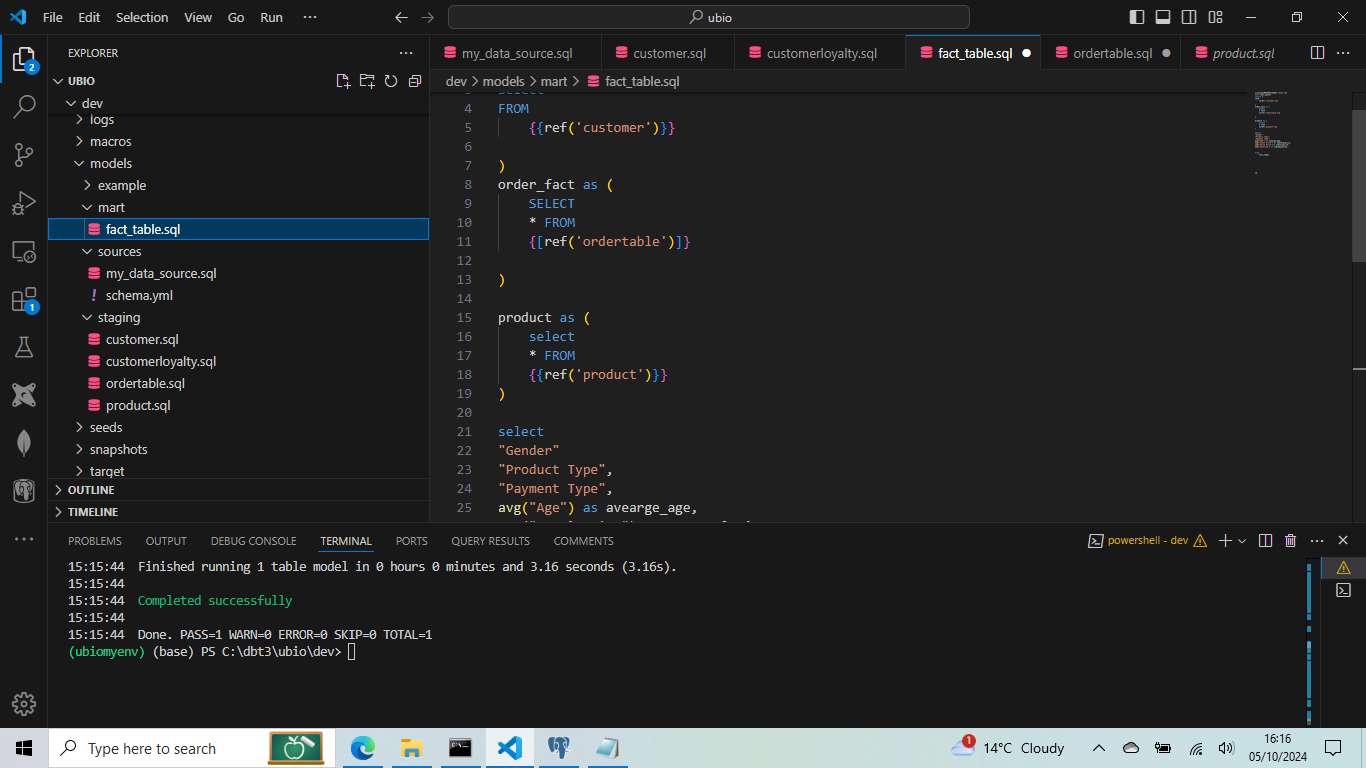 File Edit Selection View Go Run ··· ubio
EXPLORER ···
my_data_source.sql customer.sql customerloyalty.sql fact_table.sql ordertable.sql product.sql ···
UBIO
dev > models > mart > fact_table.sql
dev
logs
macros
models
example
mart
fact_table.sql
sources
my_data_source.sql
! schema.yml
staging
customer.sql
customerloyalty.sql
ordertable.sql
product.sql
seeds
snapshots
target
OUTLINE
TIMELINE
2
1
4 FROM
5 {{ref('customer')}}
6
7 )
8 order_fact as (
9 SELECT
10 * FROM
11 {[ref('ordertable')]}
12
13 )
14
15 product as (
16 select
17 * FROM
18 {{ref('product')}}
19 )
20
21 select
22 "Gender"
23 "Product Type",
24 "Payment Type",
25 avg("Age") as avearge_age,
PROBLEMS OUTPUT DEBUG CONSOLE TERMINAL PORTS QUERY RESULTS COMMENTS powershell - dev ···
15:15:44 Finished running 1 table model in 0 hours 0 minutes and 3.16 seconds (3.16s).
15:15:44
15:15:44 Completed successfully
15:15:44
15:15:44 Done. PASS=1 WARN=0 ERROR=0 SKIP=0 TOTAL=1
(ubiomyenv) (base) PS C:\dbt3\ubio\dev>
Type here to search
1 14°C Cloudy
16:16
05/10/2024